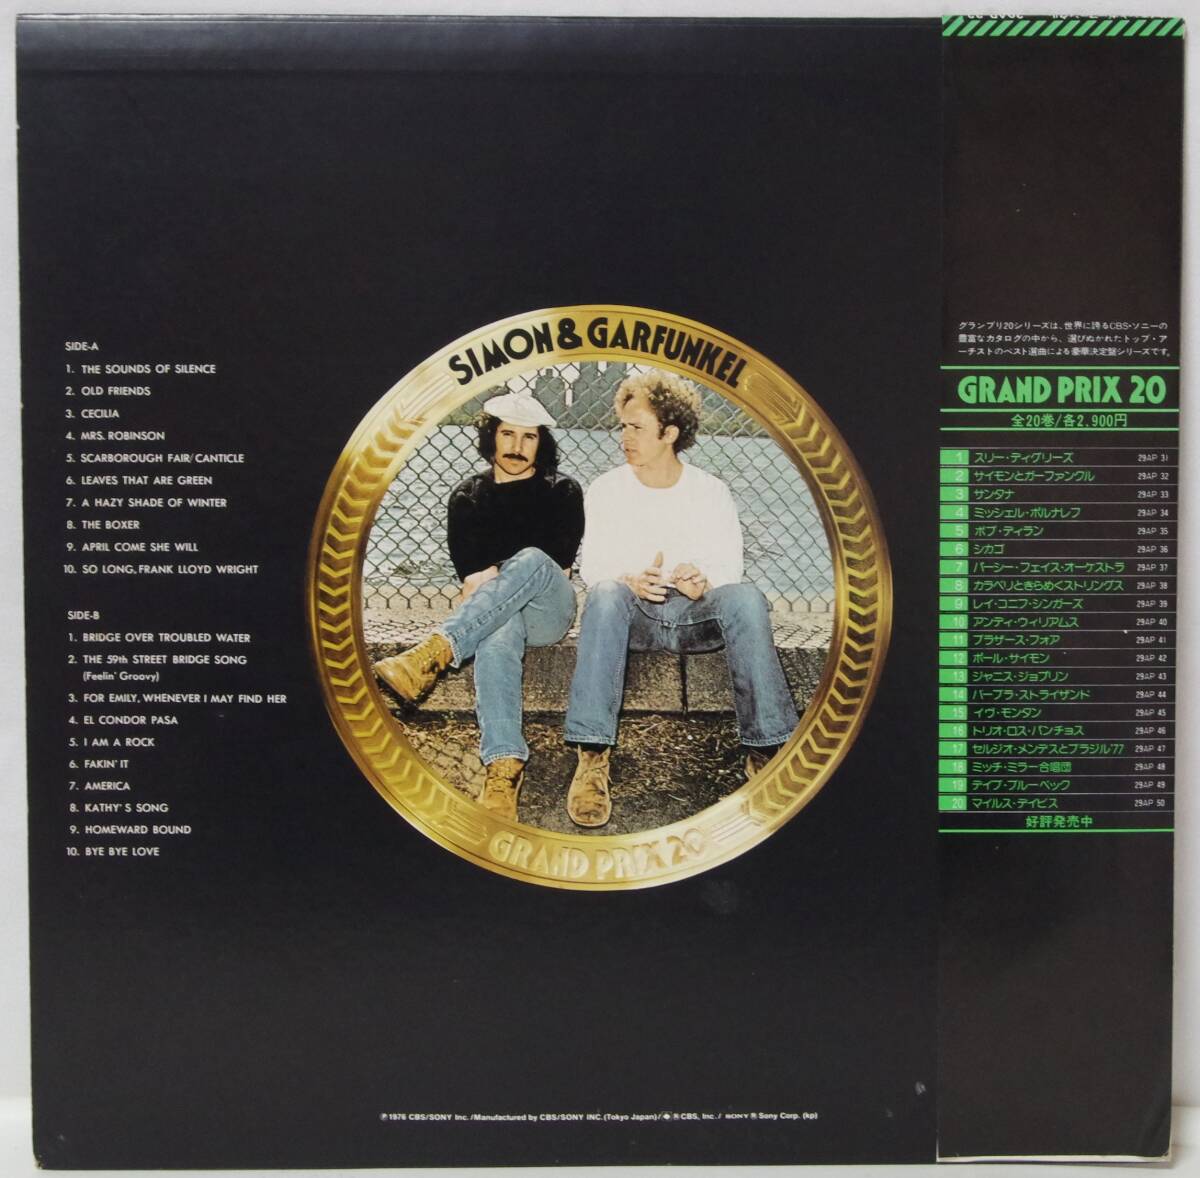 SIDE-A
1. THE SOUNDS OF SILENCE
2. OLD FRIENDS
3. CECILIA
4. MRS. ROBINSON
5. SCARBOROUGH FAIR/CANTICLE
6. LEAVES THAT ARE GREEN
7. A HAZY SHADE OF WINTER
8. THE BOXER
9. APRIL COME SHE WILL
10. SO LONG, FRANK LLOYD WRIGHT
SIDE-B
1. BRIDGE OVER TROUBLED WATER
2. THE 59th STREET BRIDGE SONG
(Feelin' Groovy)
3. FOR EMILY, WHENEVER I MAY FIND HER
4. EL CONDOR PASA
5. I AM A ROCK
6. FAKIN' IT
7. AMERICA
8. KATHY'S SONG
9. HOMEWARD BOUND
10. BYE BYE LOVE
SIMON & GARFUNKEL
GRAND PRIX 20
℗1976 CBS/SONY Inc./Manufactured by CBS/SONY INC. (Tokyo Japan)/ CBS, Inc./ SONY Sony Corp. (kp)
グランプリ20シリーズは、世界に誇るCBS・ソニーの
豊富なカタログの中から、選びぬかれたトップ・ア
ーチストのベスト選曲による豪華決定盤シリーズです。
GRAND PRIX 20
全20巻/各2,900円
1 スリー・ディグリーズ 29AP 31
2 サイモンとガーファンクル 29AP 32
3 サンタナ 29AP 33
4 ミッシェル・ポルナレフ 29AP 34
5 ボブ・ディラン 29AP 35
6 シカゴ 29AP 36
7 パーシー・フェイス・オーケストラ 29AP 37
8 カラベリときらめくストリングス 29AP 38
9 レイ・コニフ・シンガーズ 29AP 39
10 アンディ・ウィリアムス 29AP 40
11 ブラザース・フォア 29AP 41
12 ポール・サイモン 29AP 42
13 ジャニス・ジョプリン 29AP 43
14 バーブラ・ストライサンド 29AP 44
15 イヴ・モンタン 29AP 45
16 トリオ・ロス・パンチョス 29AP 46
17 セルジオ・メンデスとブラジル'77 29AP 47
18 ミッチ・ミラー合唱団 29AP 48
19 デイブ・ブルーベック 29AP 49
20 マイルス・デイビス 29AP 50
好評発売中